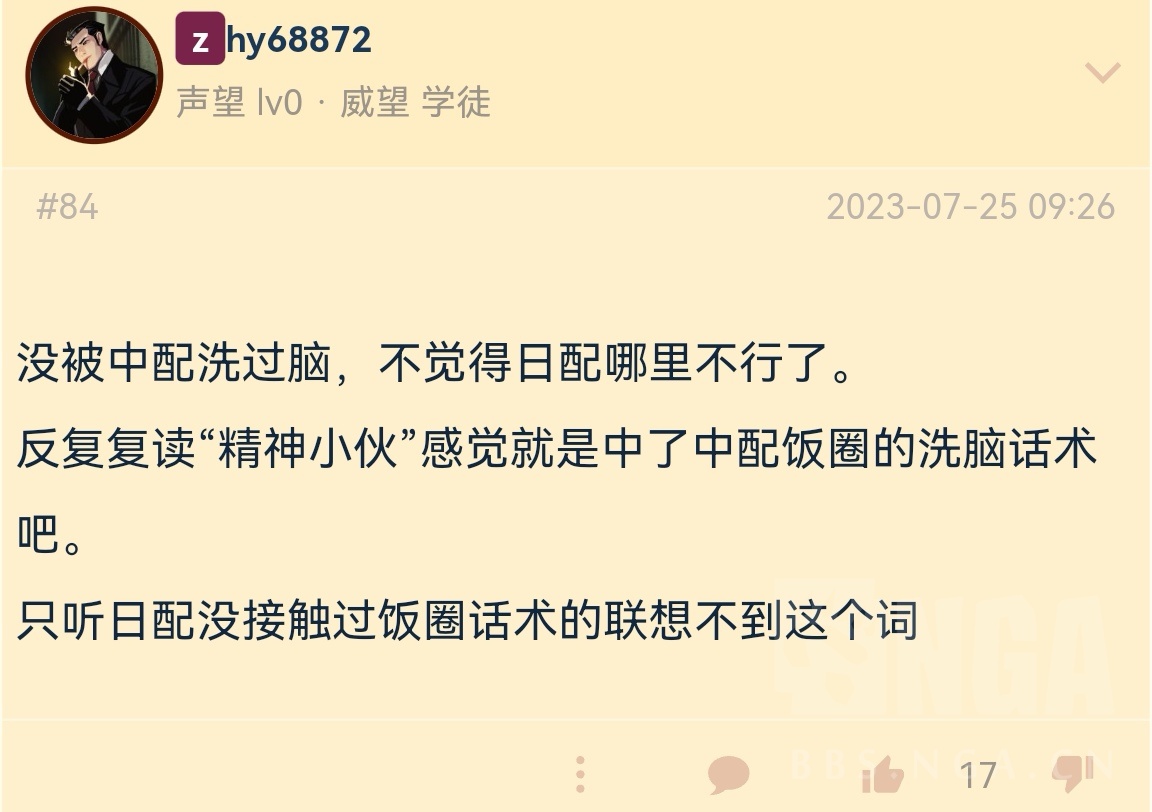 zhy68872
声望 lv0 · 威望 学徒
#84
2023-07-25 09:26
没被中配洗过脑，不觉得日配哪里不行了。
反复复读“精神小伙”感觉就是中了中配饭圈的洗脑话术
吧。
只听日配没接触过饭圈话术的联想不到这个词
NGA
BBS.NGA.CN
17